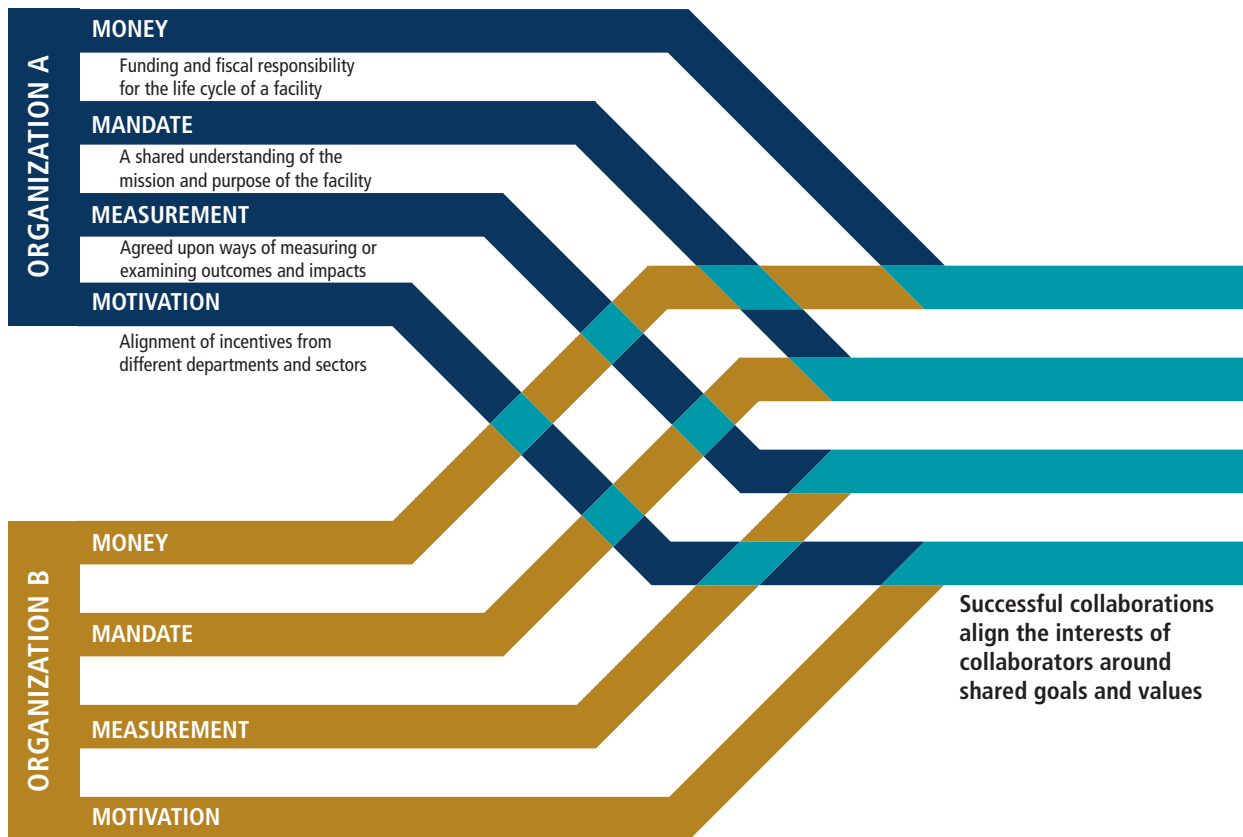 ORGANIZATION A
MONEY
Funding and fiscal responsibility
for the life cycle of a facility
MANDATE
A shared understanding of the
mission and purpose of the facility
MEASUREMENT
Agreed upon ways of measuring or
examining outcomes and impacts
MOTIVATION
Alignment of incentives from
different departments and sectors
ORGANIZATION B
MONEY
MANDATE
MEASUREMENT
MOTIVATION
Successful collaborations
align the interests of
collaborators around
shared goals and values